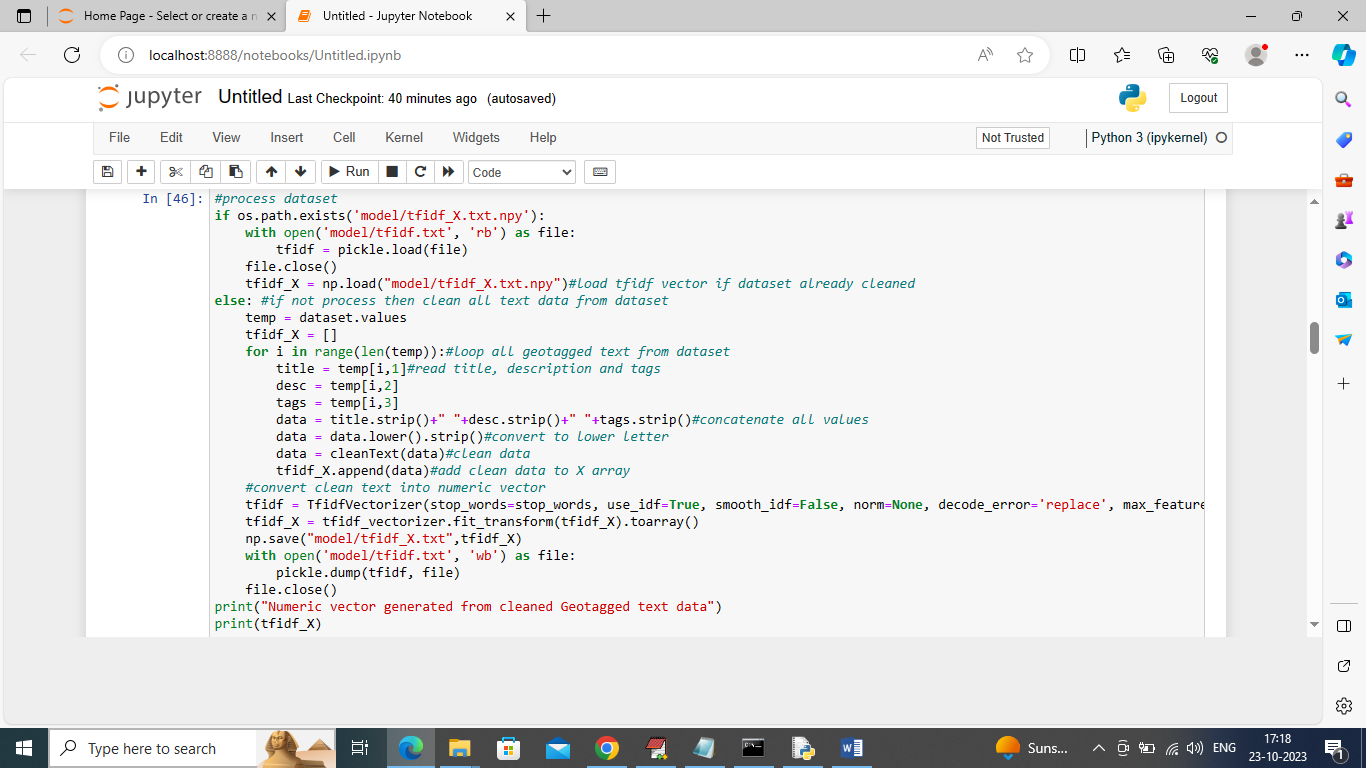 Home Page - Select or create a n
Untitled - Jupyter Notebook
localhost:8888/notebooks/Untitled.ipynb
jupyter Untitled Last Checkpoint: 40 minutes ago (autosaved)
Logout
File Edit View Insert Cell Kernel Widgets Help
Not Trusted
Python 3 (ipykernel)
Run
Code
In [46]:
#process dataset
if os.path.exists('model/tfidf_X.txt.npy'):
    with open('model/tfidf.txt', 'rb') as file:
        tfidf = pickle.load(file)
    file.close()
    tfidf_X = np.load("model/tfidf_X.txt.npy")#load tfidf vector if dataset already cleaned
else: #if not process then clean all text data from dataset
    temp = dataset.values
    tfidf_X = []
    for i in range(len(temp)):#loop all geotagged text from dataset
        title = temp[i,1]#read title, description and tags
        desc = temp[i,2]
        tags = temp[i,3]
        data = title.strip()+" "+desc.strip()+" "+tags.strip()#concatenate all values
        data = data.lower().strip()#convert to lower letter
        data = cleanText(data)#clean data
        tfidf_X.append(data)#add clean data to X array
    #convert clean text into numeric vector
    tfidf = TfidfVectorizer(stop_words=stop_words, use_idf=True, smooth_idf=False, norm=None, decode_error='replace', max_feature
    tfidf_X = tfidf_vectorizer.fit_transform(tfidf_X).toarray()
    np.save("model/tfidf_X.txt",tfidf_X)
    with open('model/tfidf.txt', 'wb') as file:
        pickle.dump(tfidf, file)
    file.close()
print("Numeric vector generated from cleaned Geotagged text data")
print(tfidf_X)
Type here to search
Suns...
ENG
17:18
23-10-2023
1